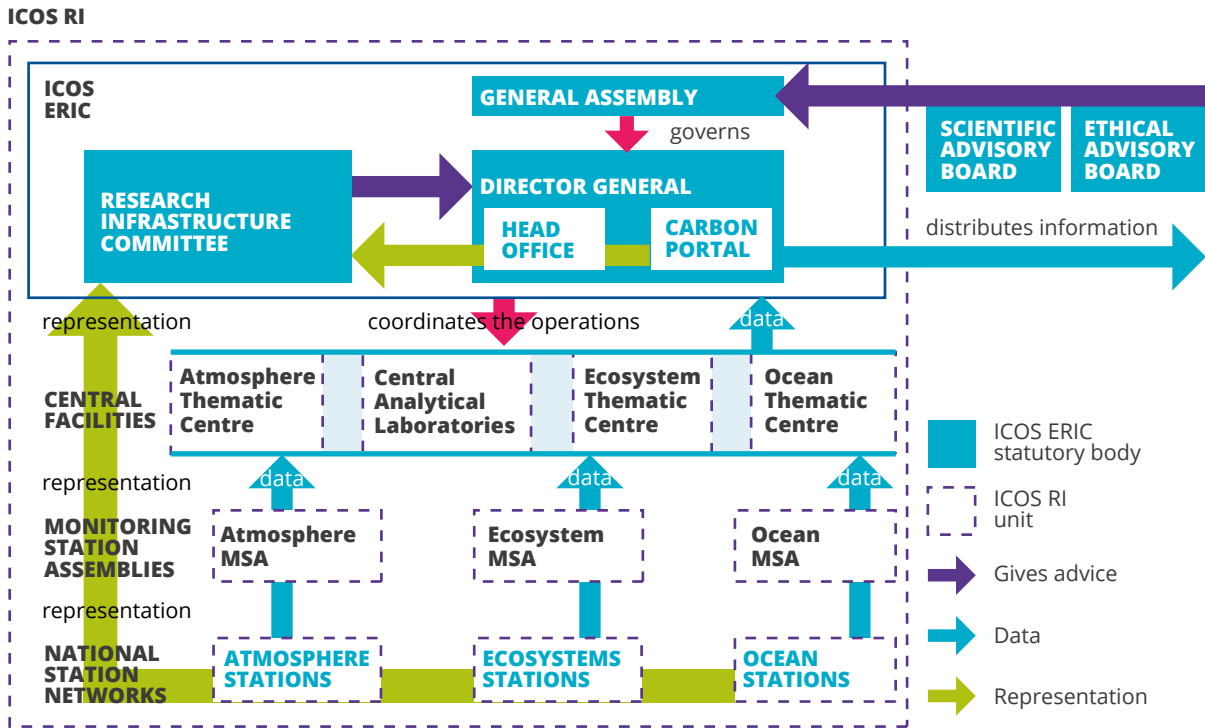 ICOS RI
ICOS
ERIC
GENERAL ASSEMBLY
governs
SCIENTIFIC
ADVISORY
BOARD
ETHICAL
ADVISORY
BOARD
RESEARCH
INFRASTRUCTURE
COMMITTEE
DIRECTOR GENERAL
HEAD
OFFICE
CARBON
PORTAL
distributes information
representation
coordinates the operations
data
CENTRAL
FACILITIES
Atmosphere
Thematic
Centre
Central
Analytical
Laboratories
Ecosystem
Thematic
Centre
Ocean
Thematic
Centre
representation
data
data
data
MONITORING
STATION
ASSEMBLIES
Atmosphere
MSA
Ecosystem
MSA
Ocean
MSA
representation
NATIONAL
STATION
NETWORKS
ATMOSPHERE
STATIONS
ECOSYSTEMS
STATIONS
OCEAN
STATIONS
ICOS ERIC
statutory body
ICOS RI
unit
Gives advice
Data
Representation